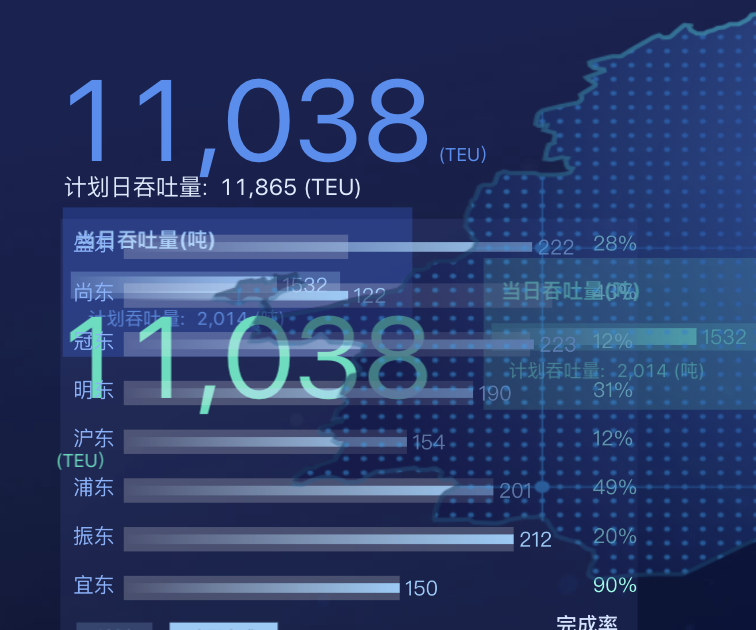 11,038 (TEU)
计划日吞吐量: 11,865 (TEU)
当日吞吐量(吨)
盛东 222 28%
1532
尚东 122 40%
当日吞吐量(吨)
计划吞吐量: 2,014 (吨)
11,038
冠东 223 12%
1532
计划吞吐量: 2,014 (吨)
明东 190 31%
沪东 154 12%
(TEU)
浦东 201 49%
振东 212 20%
宜东 150 90%
完成率